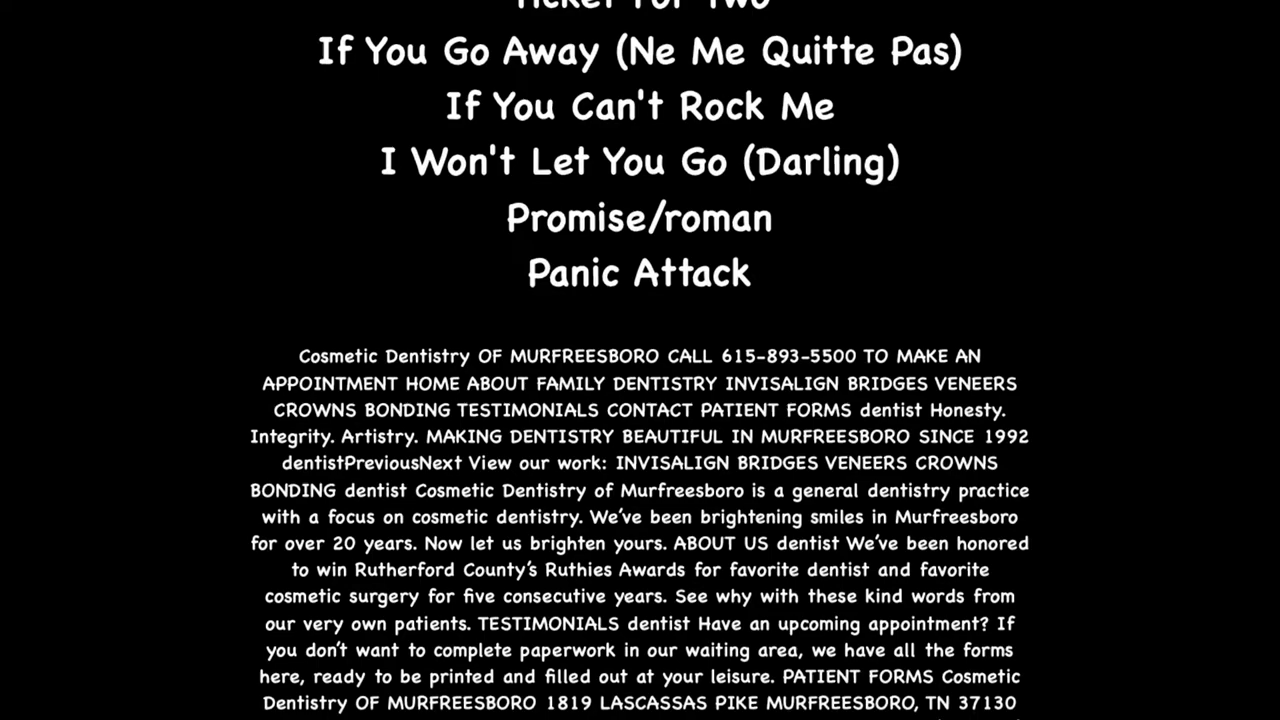 Ticket For Two
If You Go Away (Ne Me Quitte Pas)
If You Can't Rock Me
I Won't Let You Go (Darling)
Promise/roman
Panic Attack
Cosmetic Dentistry OF MURFREESBORO CALL 615-893-5500 TO MAKE AN
APPOINTMENT HOME ABOUT FAMILY DENTISTRY INVISALIGN BRIDGES VENEERS
CROWNS BONDING TESTIMONIALS CONTACT PATIENT FORMS dentist Honesty.
Integrity. Artistry. MAKING DENTISTRY BEAUTIFUL IN MURFREESBORO SINCE 1992
dentistPreviousNext View our work: INVISALIGN BRIDGES VENEERS CROWNS
BONDING dentist Cosmetic Dentistry of Murfreesboro is a general dentistry practice
with a focus on cosmetic dentistry. We’ve been brightening smiles in Murfreesboro
for over 20 years. Now let us brighten yours. ABOUT US dentist We’ve been honored
to win Rutherford County’s Ruthies Awards for favorite dentist and favorite
cosmetic surgery for five consecutive years. See why with these kind words from
our very own patients. TESTIMONIALS dentist Have an upcoming appointment? If
you don’t want to complete paperwork in our waiting area, we have all the forms
here, ready to be printed and filled out at your leisure. PATIENT FORMS Cosmetic
Dentistry OF MURFREESBORO 1819 LASCASSAS PIKE MURFREESBORO, TN 37130